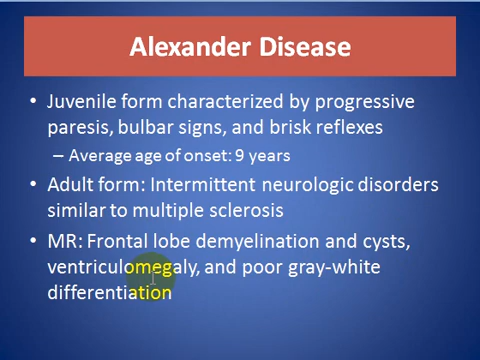 Alexander Disease
• Juvenile form characterized by progressive
paresis, bulbar signs, and brisk reflexes
– Average age of onset: 9 years
• Adult form: Intermittent neurologic disorders
similar to multiple sclerosis
• MR: Frontal lobe demyelination and cysts,
ventriculomegaly, and poor gray-white
differentiation